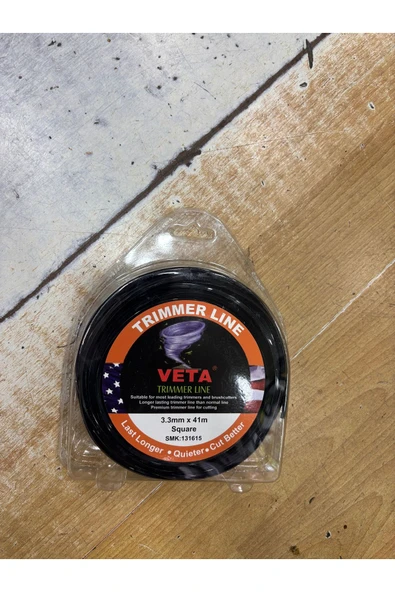 TRIMMER LINE
VETA
TRIMMER LINE
Suitable for most leading trimmers and brushcutters
Longer lasting trimmer line than normal line
Premium trimmer line for cutting
3.3mm x 41m
Square
SMK:131615
Last Longer • Quieter • Cut Better